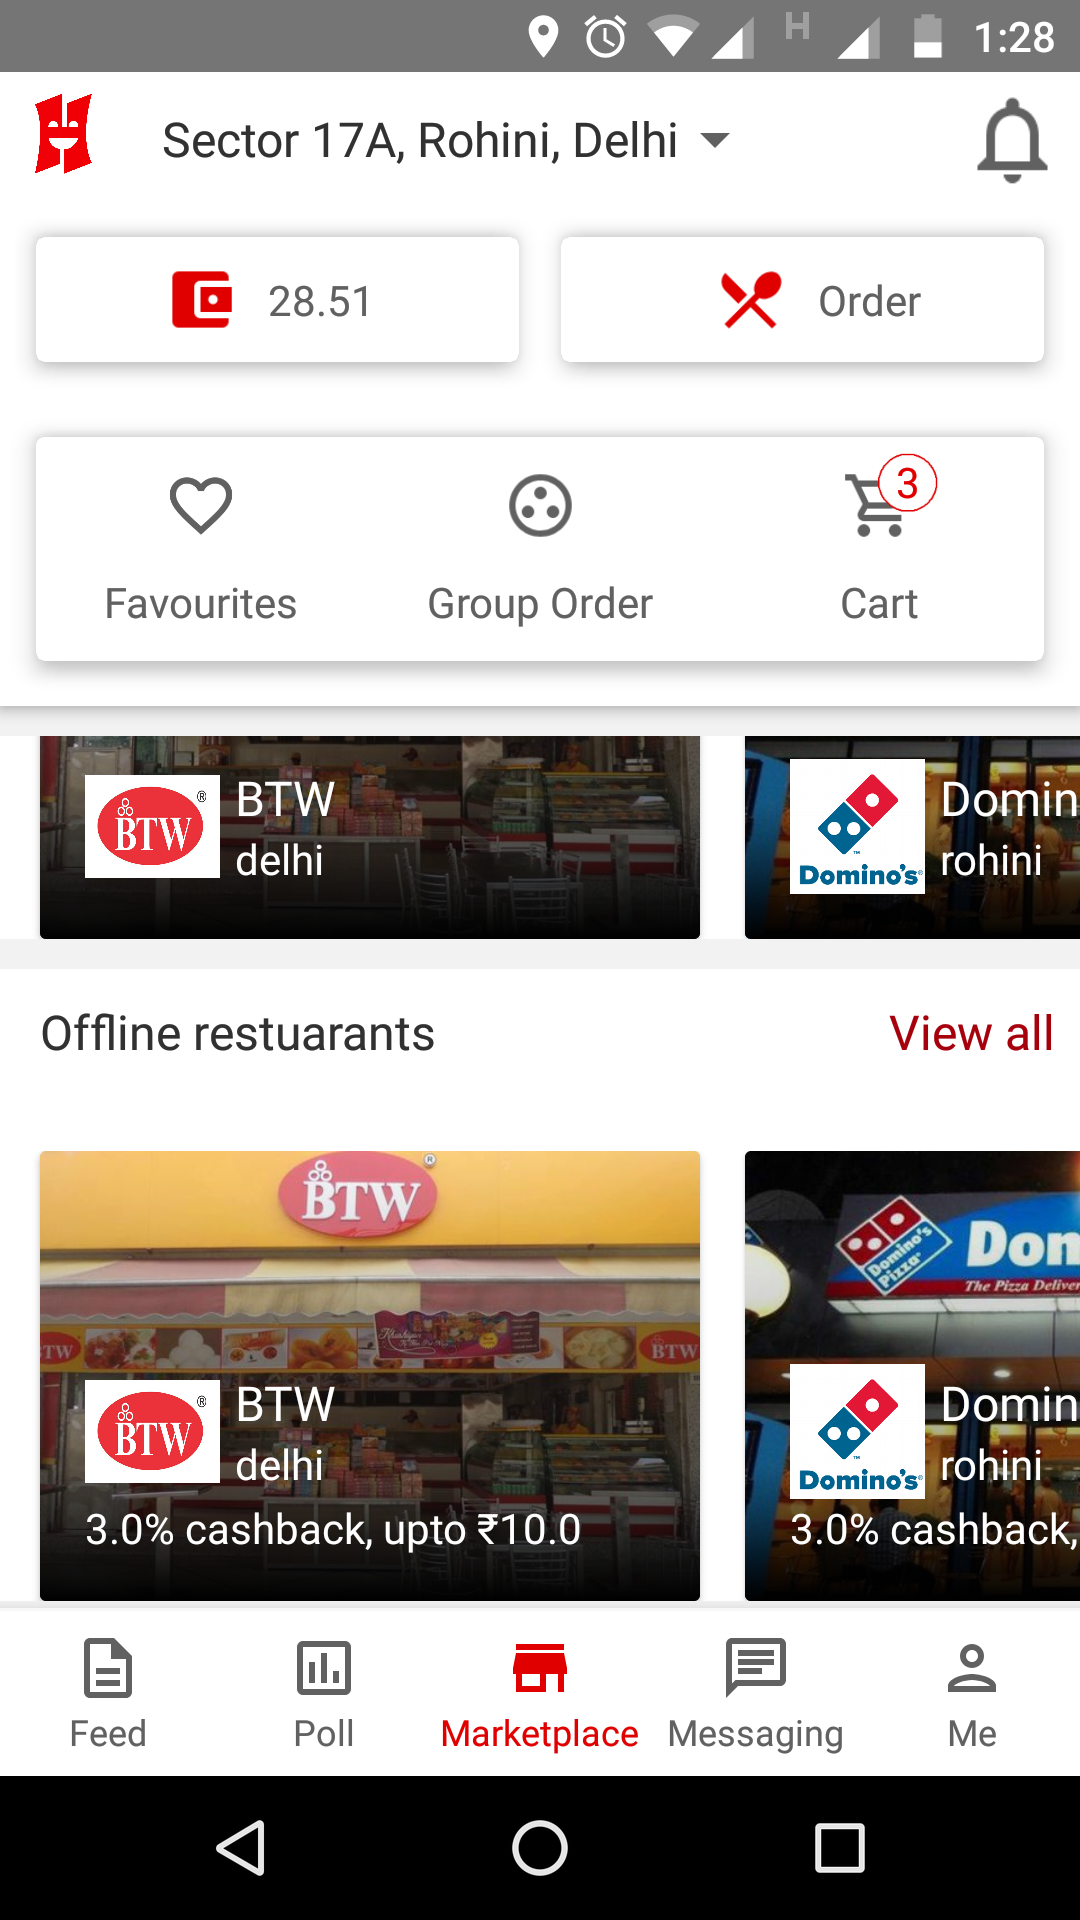 H 1:28
Sector 17A, Rohini, Delhi
28.51
Order
3
Favourites
Group Order
Cart
BTW ®
BTW
delhi
Domino's
Domin
rohini
Offline restuarants
View all
BTW ®
TW
BTW
BTW ®
BTW
delhi
3.0% cashback, upto ₹10.0
Domino's Pizza
Don
The Pizza Deliver
Domino's
Domin
rohini
3.0% cashback,
Feed
Poll
Marketplace
Messaging
Me